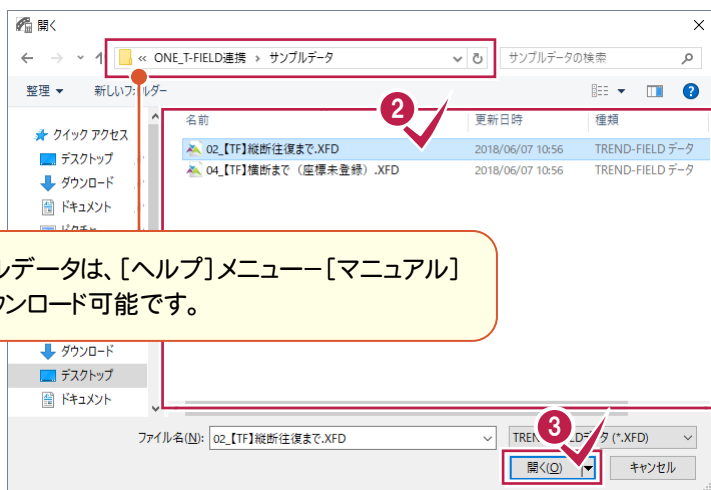 開く
« ONE_T-FIELD連携 › サンプルデータ
サンプルデータの検索
整理 新しいフォルダー
名前 更新日時 種類
2
クイック アクセス
02_【TF】縦断往復まで.XFD 2018/06/07 10:56 TREND-FIELD データ
デスクトップ
04_【TF】横断まで（座標未登録）.XFD 2018/06/07 10:56 TREND-FIELD データ
ダウンロード
ドキュメント
ルデータは、[ヘルプ]メニュー－[マニュアル]
ウンロード可能です。
ダウンロード
デスクトップ
ドキュメント
3
ファイル名(N): 02_【TF】縦断往復まで.XFD
タ (*.XFD)
開く(O) キャンセル